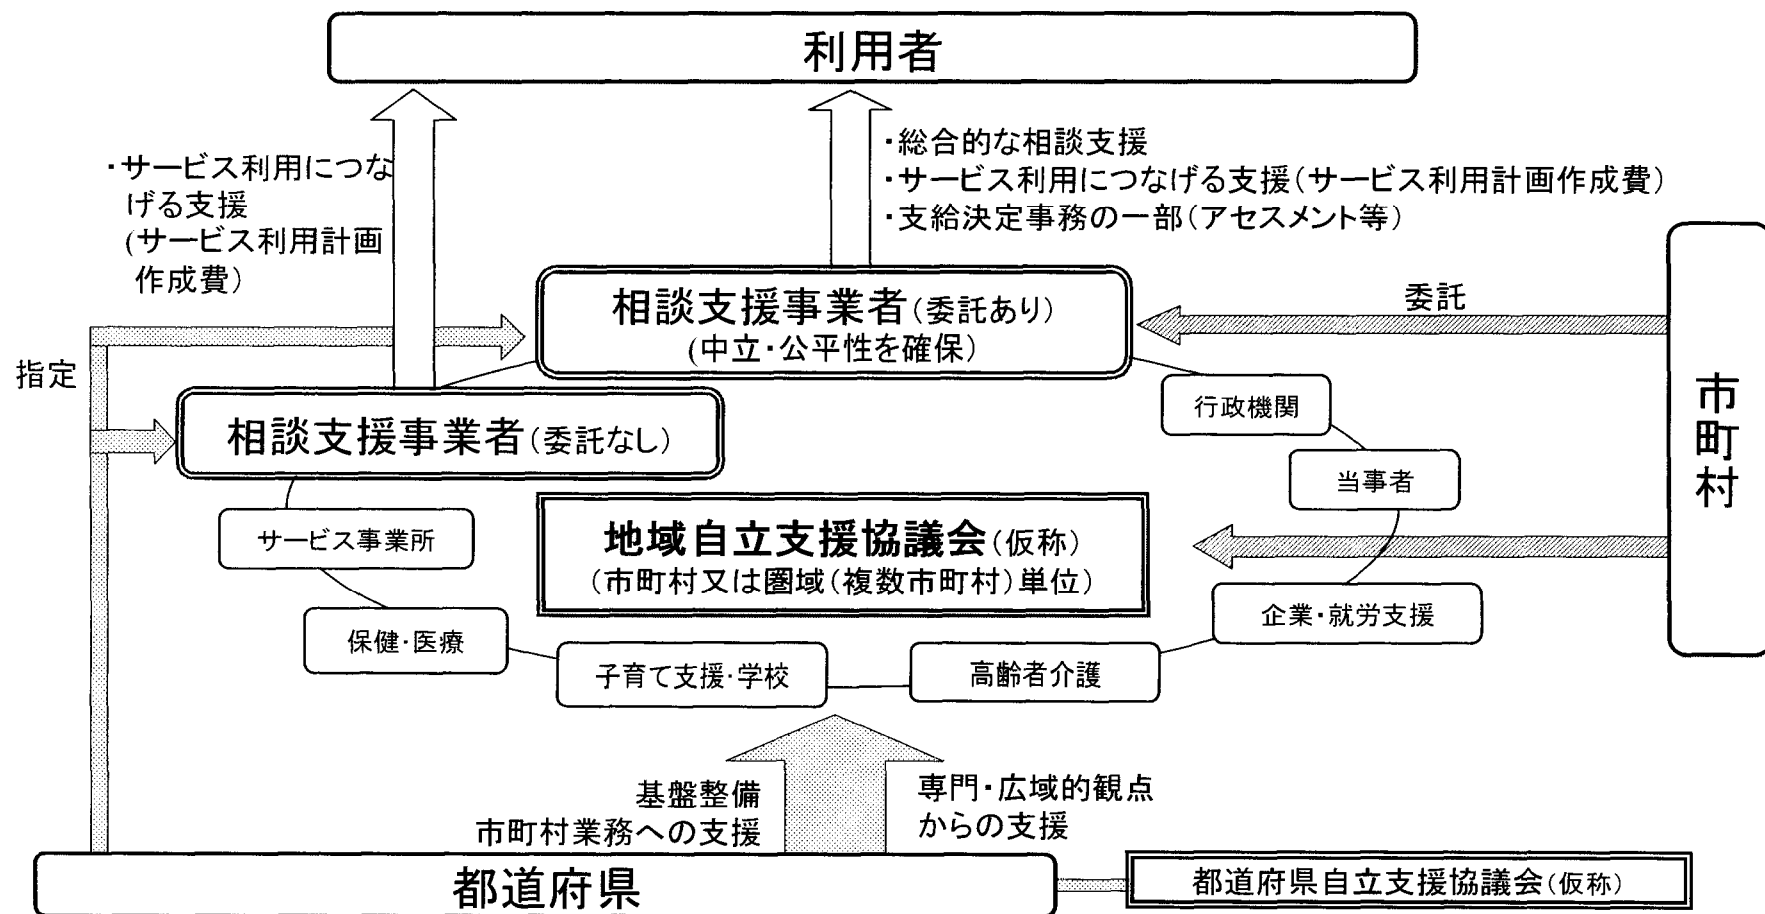 利用者
・サービス利用につな
げる支援
(サービス利用計画
作成費)
・総合的な相談支援
・サービス利用につなげる支援(サービス利用計画作成費)
・支給決定事務の一部(アセスメント等)
相談支援事業者(委託あり)
(中立・公平性を確保)
委託
指定
市町村
行政機関
相談支援事業者(委託なし)
当事者
サービス事業所
地域自立支援協議会(仮称)
(市町村又は圏域(複数市町村)単位)
企業・就労支援
保健・医療
子育て支援・学校
高齢者介護
基盤整備
市町村業務への支援
専門・広域的観点
からの支援
都道府県
都道府県自立支援協議会(仮称)